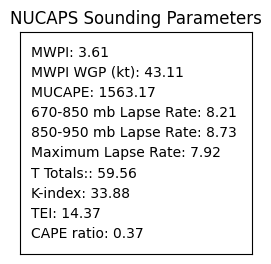 NUCAPS Sounding Parameters
MWPI: 3.61
MWPI WGP (kt): 43.11
MUCAPE: 1563.17
670-850 mb Lapse Rate: 8.21
850-950 mb Lapse Rate: 8.73
Maximum Lapse Rate: 7.92
T Totals:: 59.56
K-index: 33.88
TEI: 14.37
CAPE ratio: 0.37